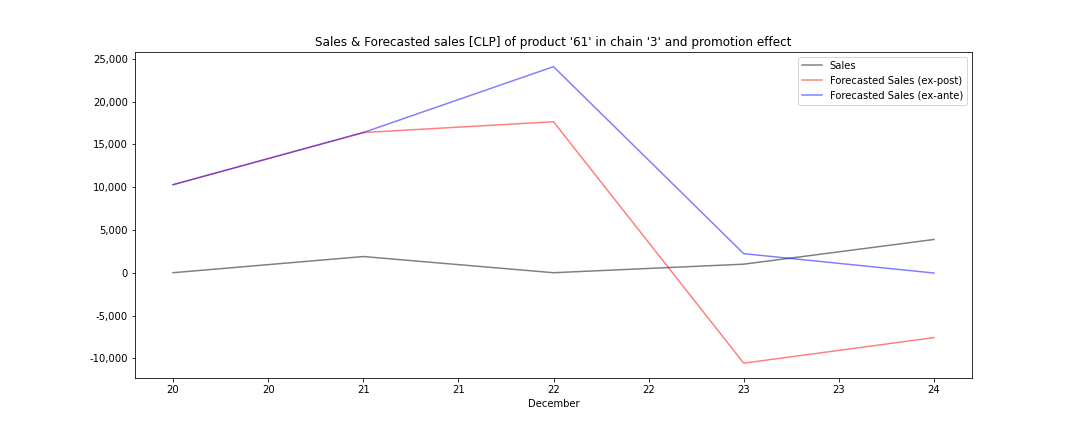 Sales & Forecasted sales [CLP] of product '61' in chain '3' and promotion effect
Sales
Forecasted Sales (ex-post)
Forecasted Sales (ex-ante)
25,000
20,000
15,000
10,000
5,000
0
-5,000
-10,000
20 20 21 21 22 22 23 23 24
December